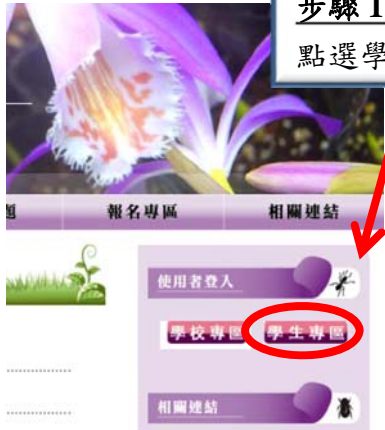 步驟 1
點選學
報名專區 相關連結
使用者登入
學校專區 學生專區
相關連結